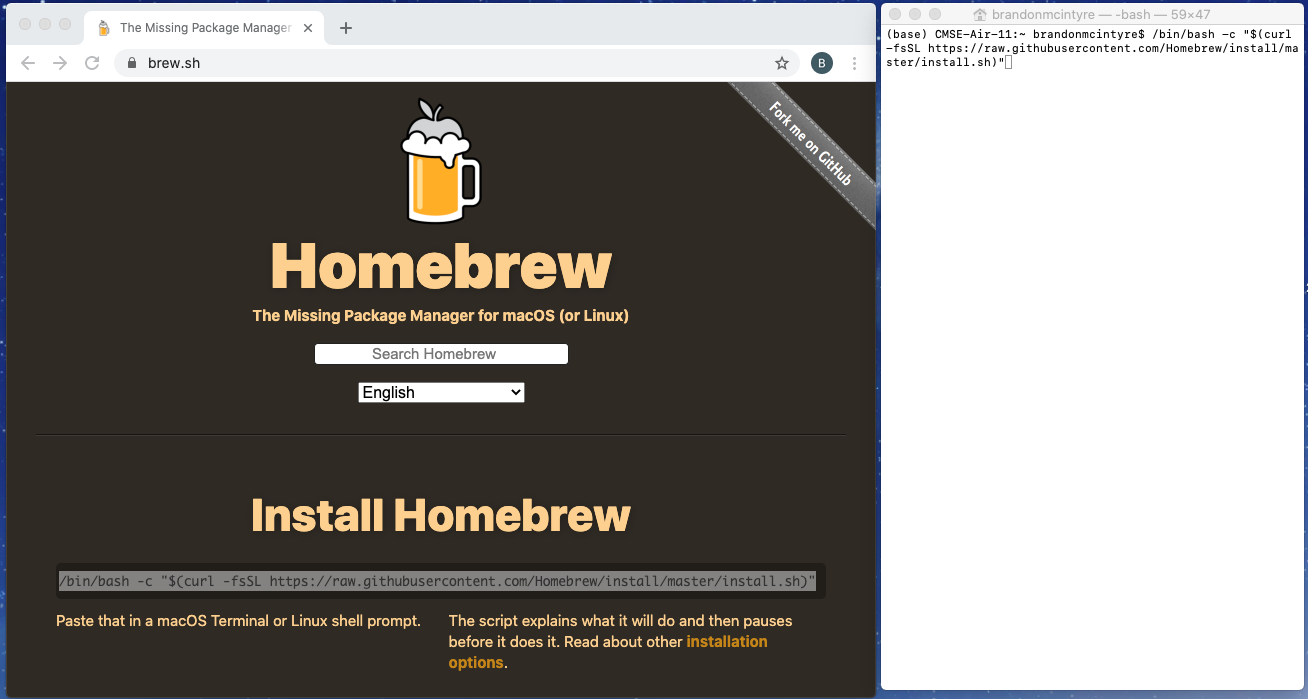 The Missing Package Manager
brew.sh
B
Fork me on GitHub
Homebrew
The Missing Package Manager for macOS (or Linux)
Search Homebrew
English
Install Homebrew
/bin/bash -c "$(curl -fsSL https://raw.githubusercontent.com/Homebrew/install/master/install.sh)"
Paste that in a macOS Terminal or Linux shell prompt.
The script explains what it will do and then pauses
before it does it. Read about other installation
options.
brandonmcintyre — -bash — 59×47
(base) CMSE-Air-11:~ brandonmcintyre$ /bin/bash -c "$(curl
-fsSL https://raw.githubusercontent.com/Homebrew/install/ma
ster/install.sh)"